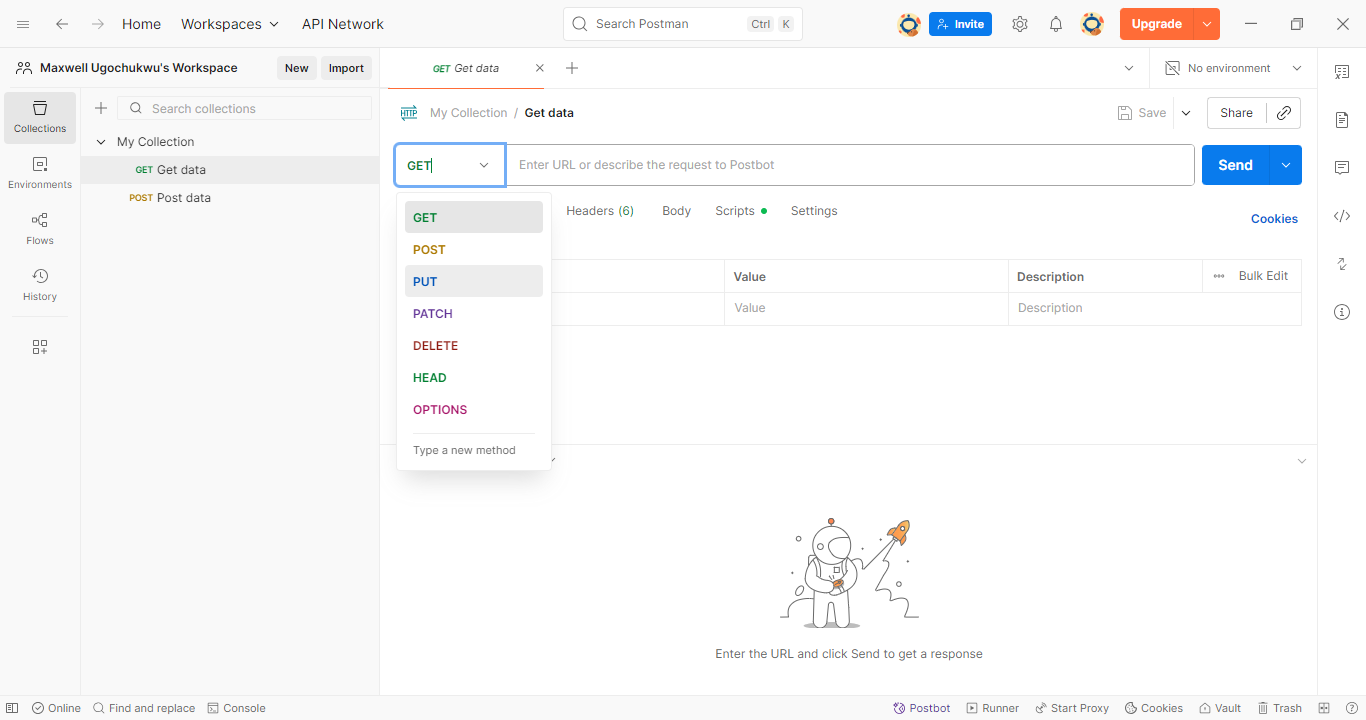 Home Workspaces API Network Search Postman Ctrl K Invite Upgrade
Maxwell Ugochukwu's Workspace New Import GET Get data No environment
Collections
Environments
Flows
History
Search collections
My Collection
GET Get data
POST Post data
HTTP My Collection / Get data Save Share
GET Enter URL or describe the request to Postbot Send
Headers (6) Body Scripts Settings Cookies
GET
POST
PUT
PATCH
DELETE
HEAD
OPTIONS
Type a new method
Value Description Bulk Edit
Value Description
Enter the URL and click Send to get a response
Online Find and replace Console Postbot Runner Start Proxy Cookies Vault Trash